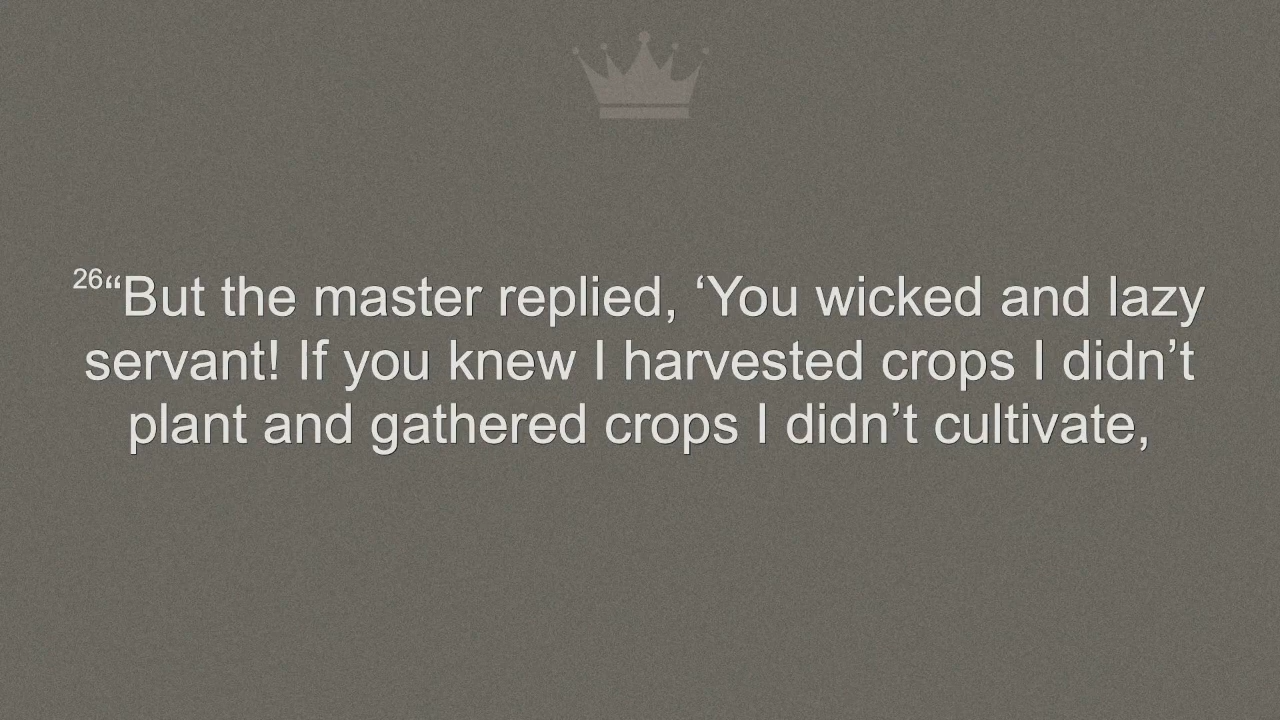 26“But the master replied, ‘You wicked and lazy
servant! If you knew I harvested crops I didn’t
plant and gathered crops I didn’t cultivate,